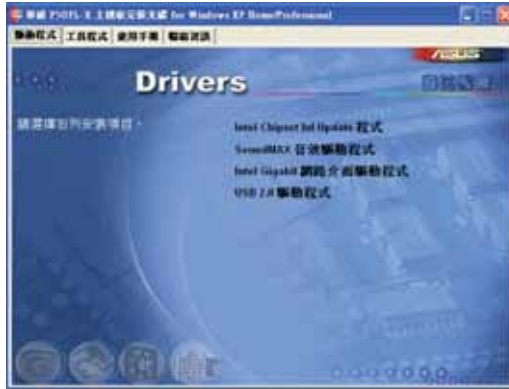 華碩 P5GPL-X 主機板安裝光碟 for Windows XP Home/Professional
驅動程式 工具程式 使用手冊 聯絡資訊
ASUS
Drivers
請選擇右列安裝項目。
Intel Chipset Inf Update 程式
SoundMAX 音效驅動程式
Intel Gigabit 網路介面驅動程式
USB 2.0 驅動程式